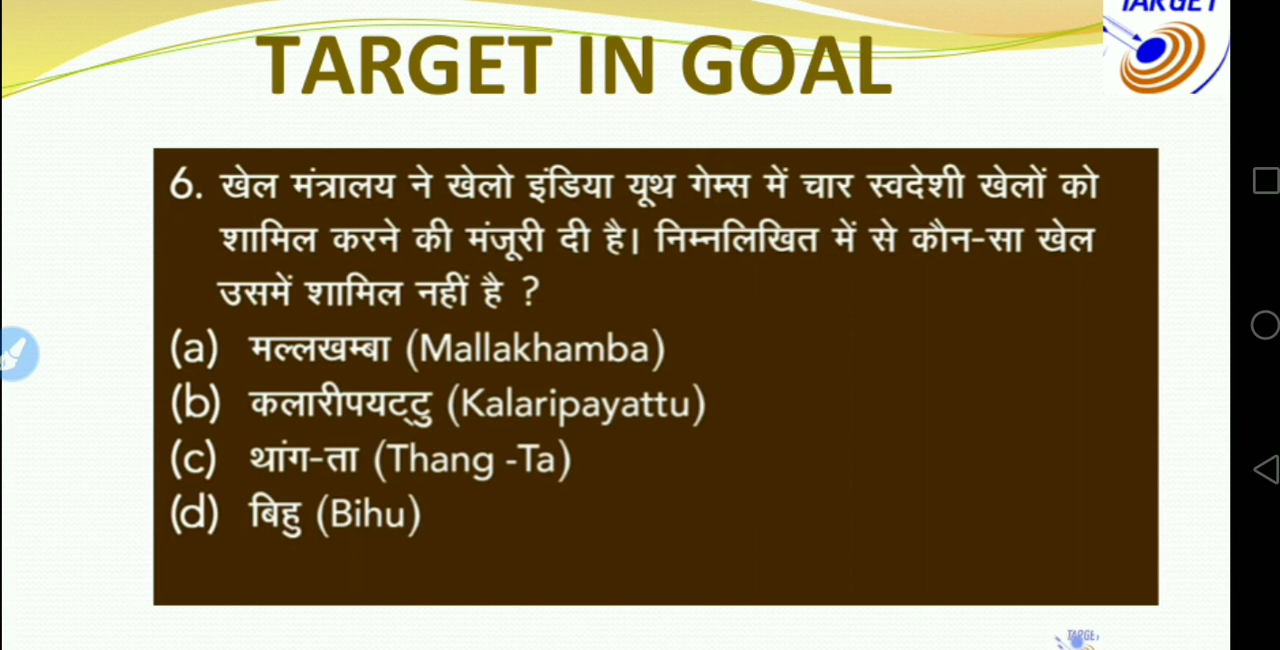 TARGET
TARGET IN GOAL
6. खेल मंत्रालय ने खेलो इंडिया यूथ गेम्स में चार स्वदेशी खेलों को
शामिल करने की मंजूरी दी है। निम्नलिखित में से कौन-सा खेल
उसमें शामिल नहीं है ?
(a) मल्लखम्बा (Mallakhamba)
(b) कलारीपयट्टु (Kalaripayattu)
(c) थांग-ता (Thang -Ta)
(d) बिहु (Bihu)